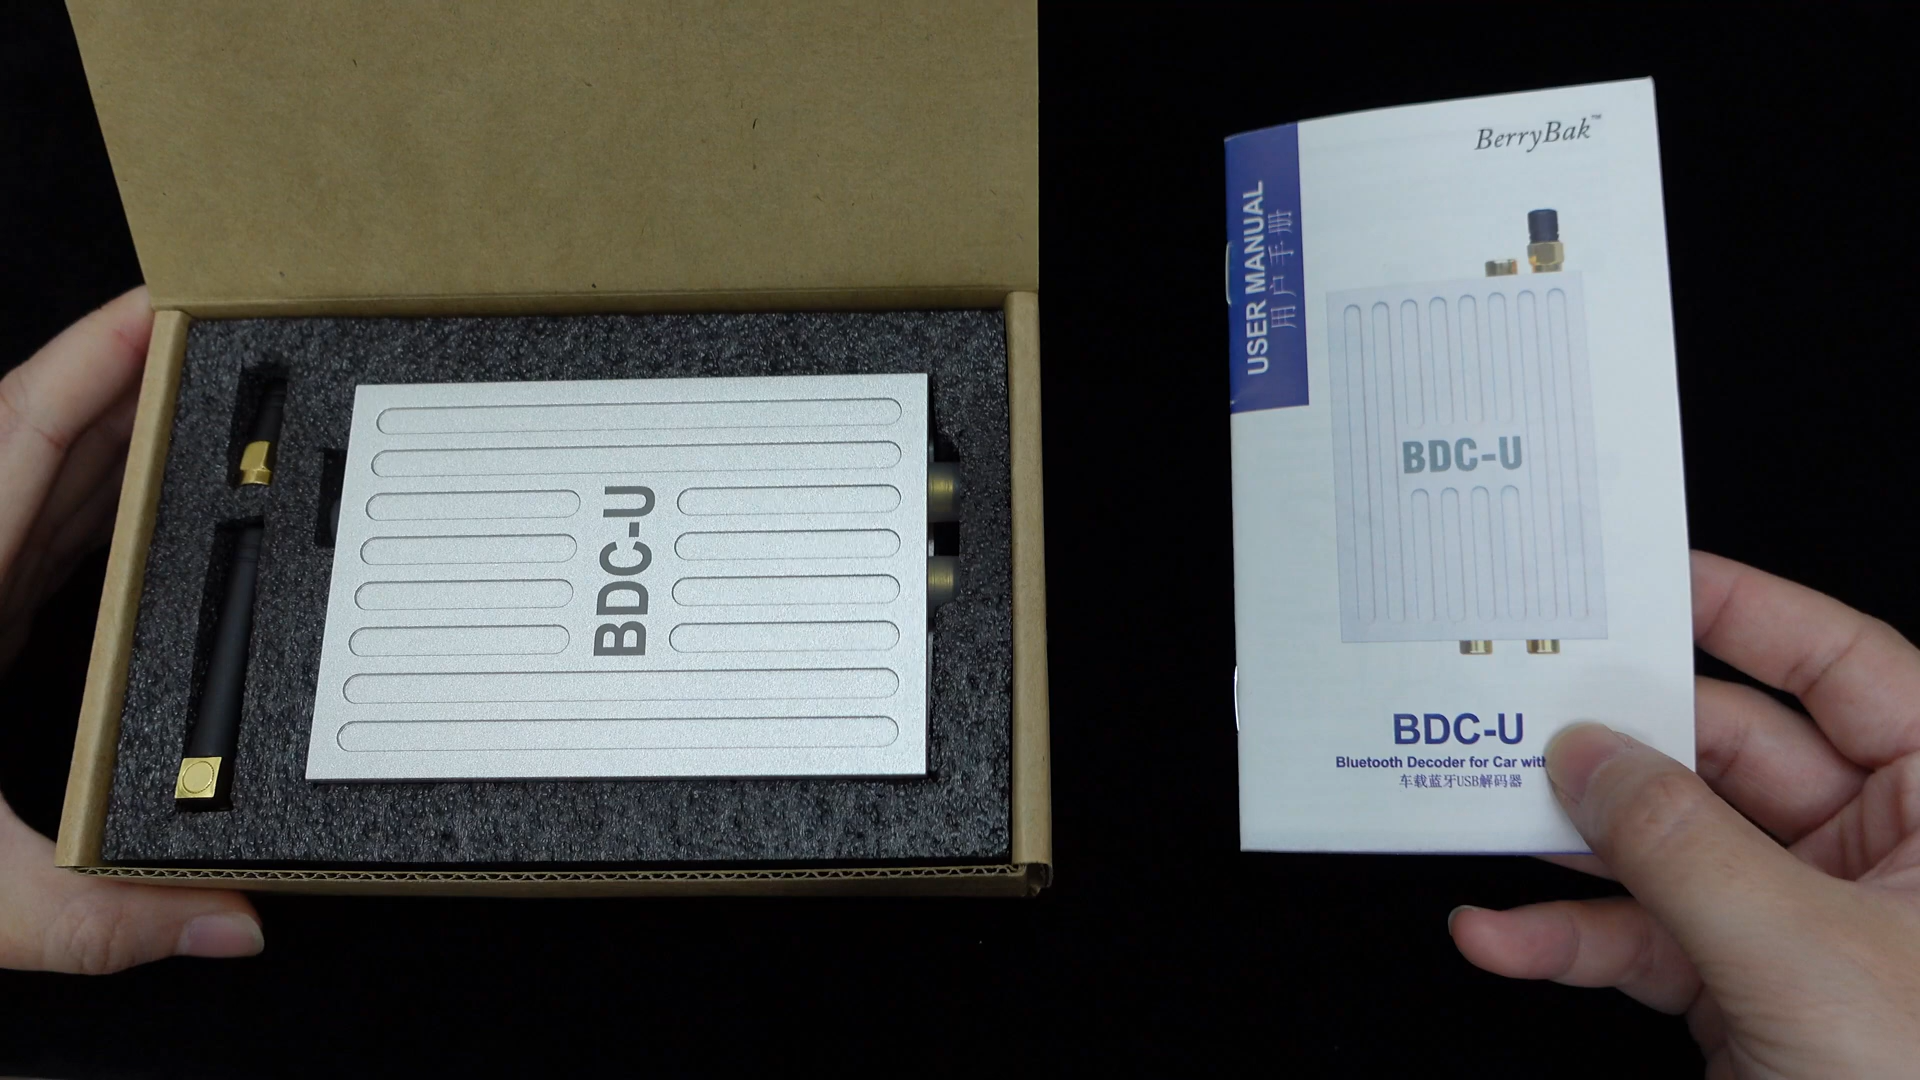 BDC-U
BerryBak™
USER MANUAL
用户手册
BDC-U
BDC-U
Bluetooth Decoder for Car with
车载蓝牙USB解码器